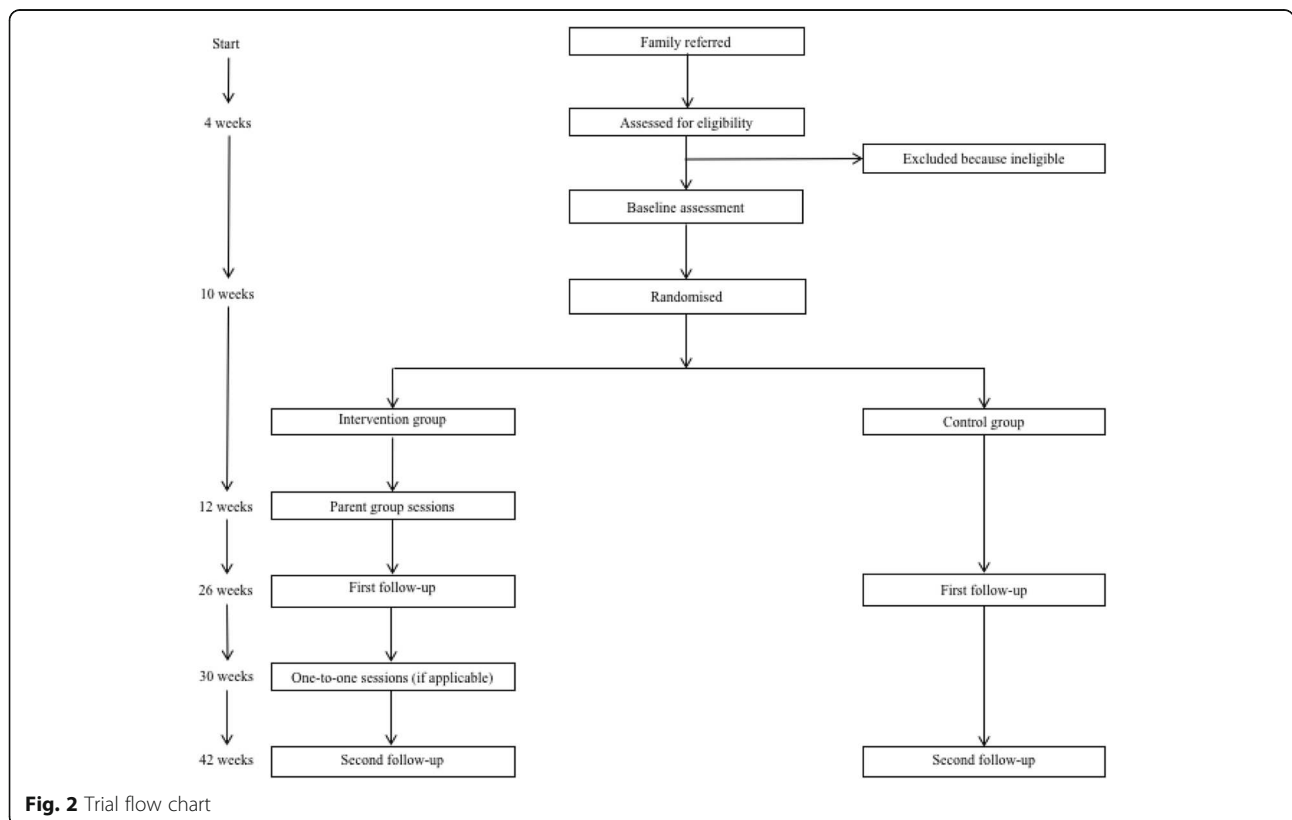 Start
Family referred
4 weeks
Assessed for eligibility
Excluded because ineligible
Baseline assessment
10 weeks
Randomised
Intervention group
Control group
12 weeks
Parent group sessions
26 weeks
First follow-up
First follow-up
30 weeks
One-to-one sessions (if applicable)
42 weeks
Second follow-up
Second follow-up
Fig. 2 Trial flow chart